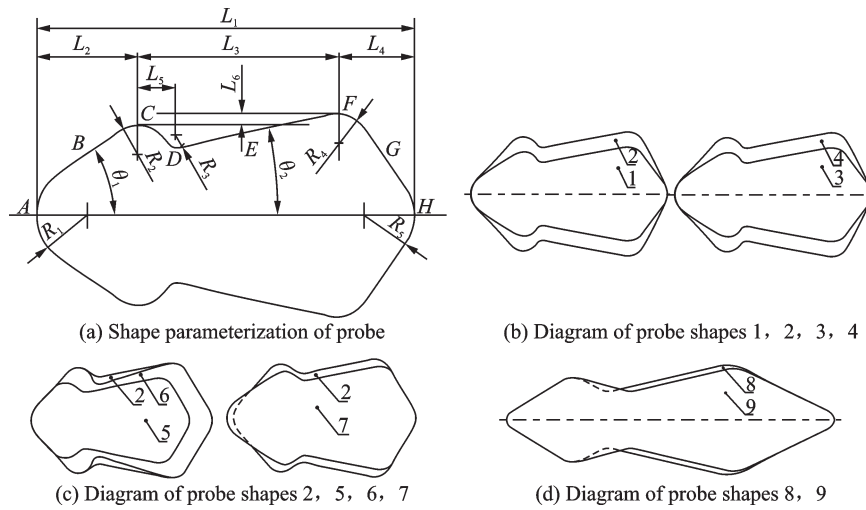 L₁
L₂ L₃ L₄
L₅ L₆
C F
B D E G
R₂ R₃ R₄
θ₁ θ₂
A H
R₁ R₅
(a) Shape parameterization of probe
2 4
1 3
(b) Diagram of probe shapes 1, 2, 3, 4
2 6 2
5 7
(c) Diagram of probe shapes 2, 5, 6, 7
8
9
(d) Diagram of probe shapes 8, 9